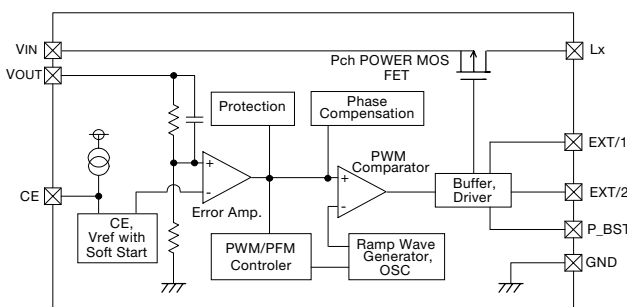 VIN
VOUT
Pch POWER MOS
FET
Lx
Protection
Phase
Compensation
EXT/1
+
-
Error Amp.
PWM
Comparator
+
-
Buffer,
Driver
EXT/2
CE
CE,
Vref with
Soft Start
P_BST
PWM/PFM
Controler
Ramp Wave
Generator,
OSC
GND